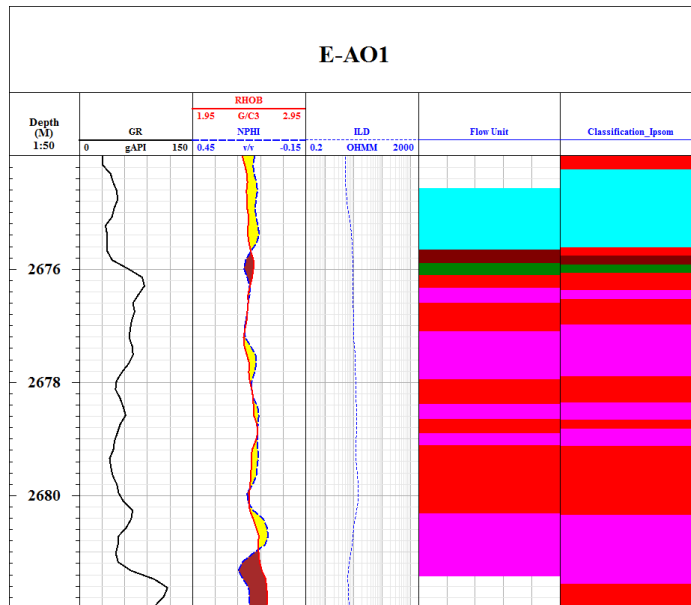 E-AO1
Depth
(M)
1:50
GR
0 gAPI 150
RHOB
1.95 G/C3 2.95
NPHI
0.45 v/v -0.15
ILD
0.2 OHMM 2000
Flow Unit
Classification_Ipsom
2676
2678
2680